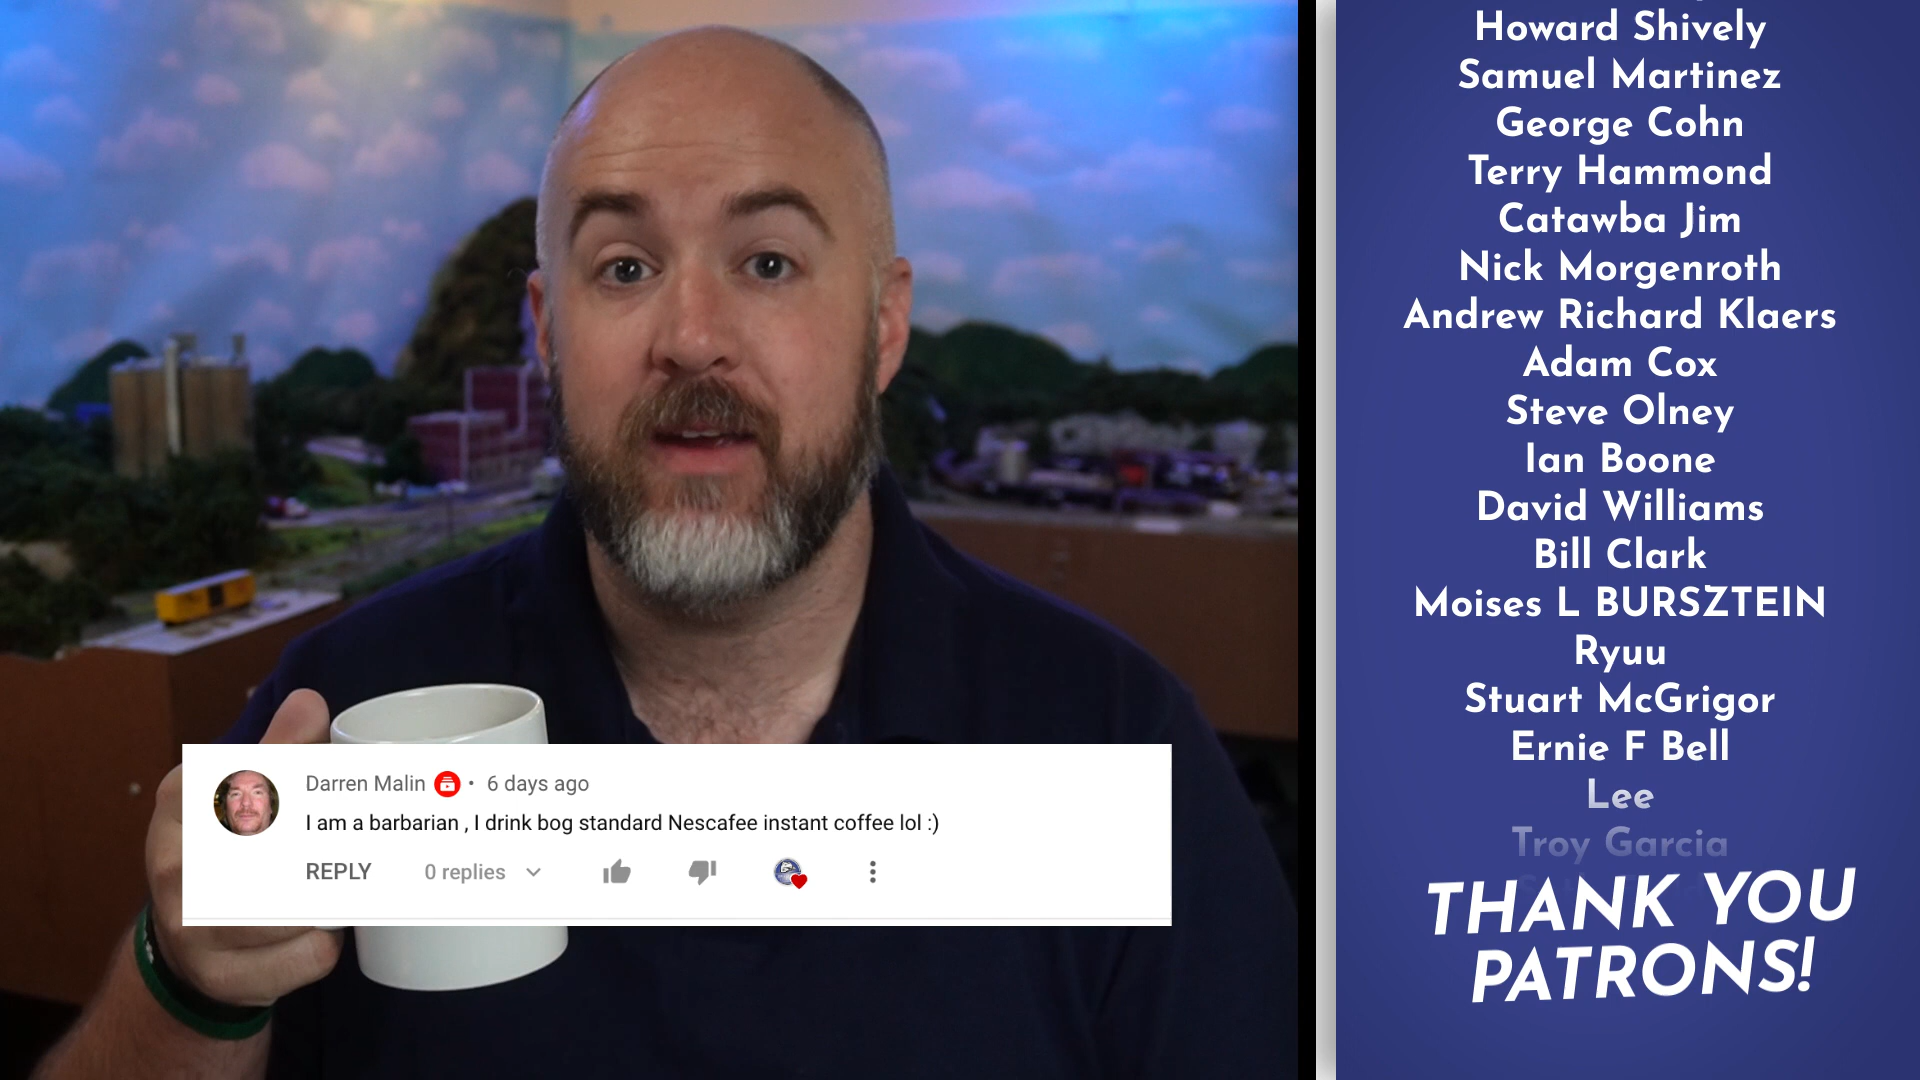 Howard Shively
Samuel Martinez
George Cohn
Terry Hammond
Catawba Jim
Nick Morgenroth
Andrew Richard Klaers
Adam Cox
Steve Olney
Ian Boone
David Williams
Bill Clark
Moises L BURSZTEIN
Ryuu
Stuart McGrigor
Ernie F Bell
Lee
Troy Garcia
THANK YOU
PATRONS!
Darren Malin • 6 days ago
I am a barbarian , I drink bog standard Nescafee instant coffee lol :)
REPLY 0 replies